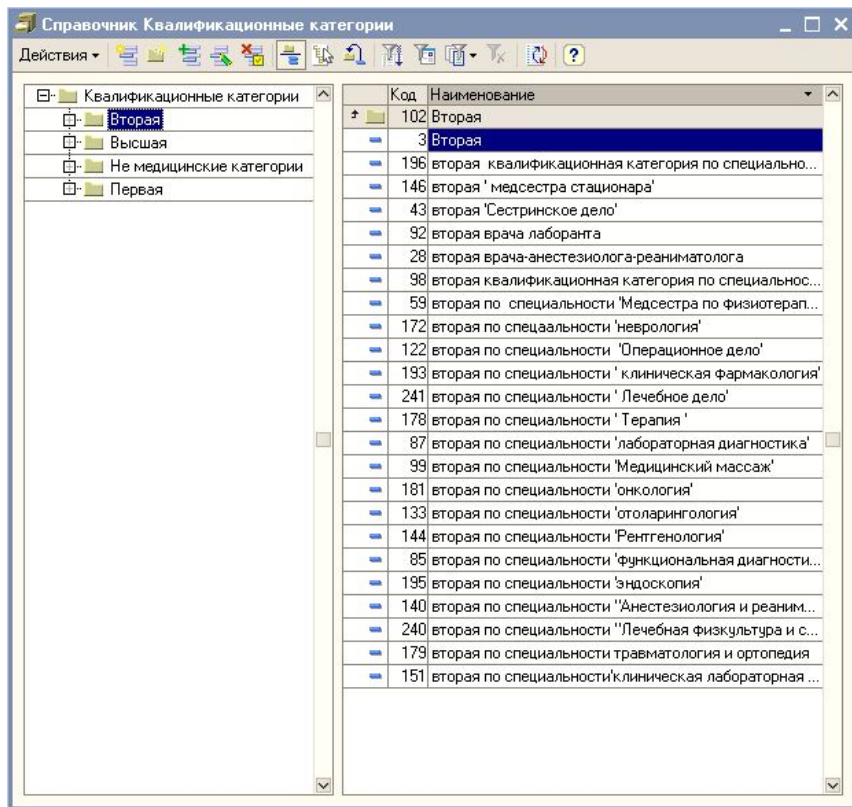 Справочник Квалификационные категории
Действия
Квалификационные категории
Вторая
Высшая
Не медицинские категории
Первая
Код Наименование
102 Вторая
3 Вторая
196 вторая  квалификационная категория по специально...
146 вторая ' медсестра стационара'
43 вторая 'Сестринское дело'
92 вторая врача лаборанта
28 вторая врача-анестезиолога-реаниматолога
98 вторая квалификационная категория по специальнос...
59 вторая по  специальности 'Медсестра по физиотерап...
172 вторая по спецаальности 'неврология'
122 вторая по специальности  'Операционное дело'
193 вторая по специальности ' клиническая фармакология'
241 вторая по специальности ' Лечебное дело'
178 вторая по специальности ' Терапия '
87 вторая по специальности 'лабораторная диагностика'
99 вторая по специальности 'Медицинский массаж'
181 вторая по специальности 'онкология'
133 вторая по специальности 'отоларингология'
144 вторая по специальности 'Рентгенология'
85 вторая по специальности 'функциональная диагности...
195 вторая по специальности 'эндоскопия'
140 вторая по специальности ''Анестезиология и реаним...
240 вторая по специальности ''Лечебная физкультура и с...
179 вторая по специальности травматология и ортопедия
151 вторая по специальности'клиническая лабораторная ...